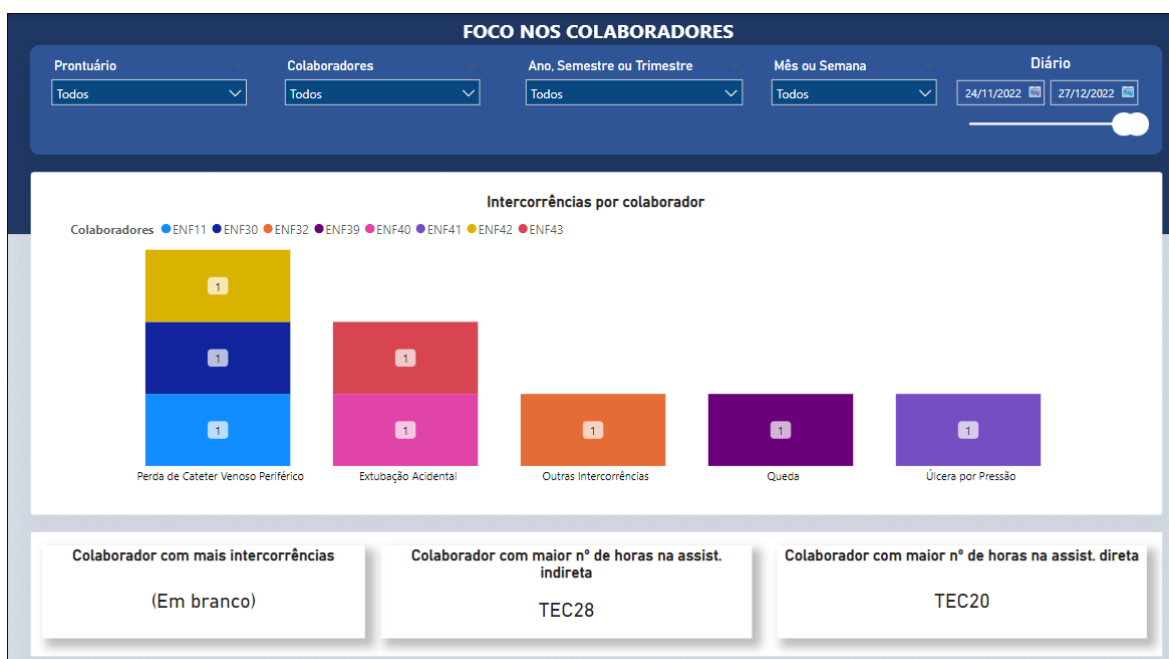 FOCO NOS COLABORADORES
Prontuário
Colaboradores
Ano, Semestre ou Trimestre
Mês ou Semana
Diário
Todos
Todos
Todos
Todos
24/11/2022
27/12/2022
Intercorrências por colaborador
Colaboradores ENF11 ENF30 ENF32 ENF39 ENF40 ENF41 ENF42 ENF43
1
1
1
1
1
1
1
1
Perda de Cateter Venoso Periférico
Extubação Acidental
Outras Intercorrências
Queda
Úlcera por Pressão
Colaborador com mais intercorrências
(Em branco)
Colaborador com maior nº de horas na assist.
indireta
TEC28
Colaborador com maior nº de horas na assist. direta
TEC20